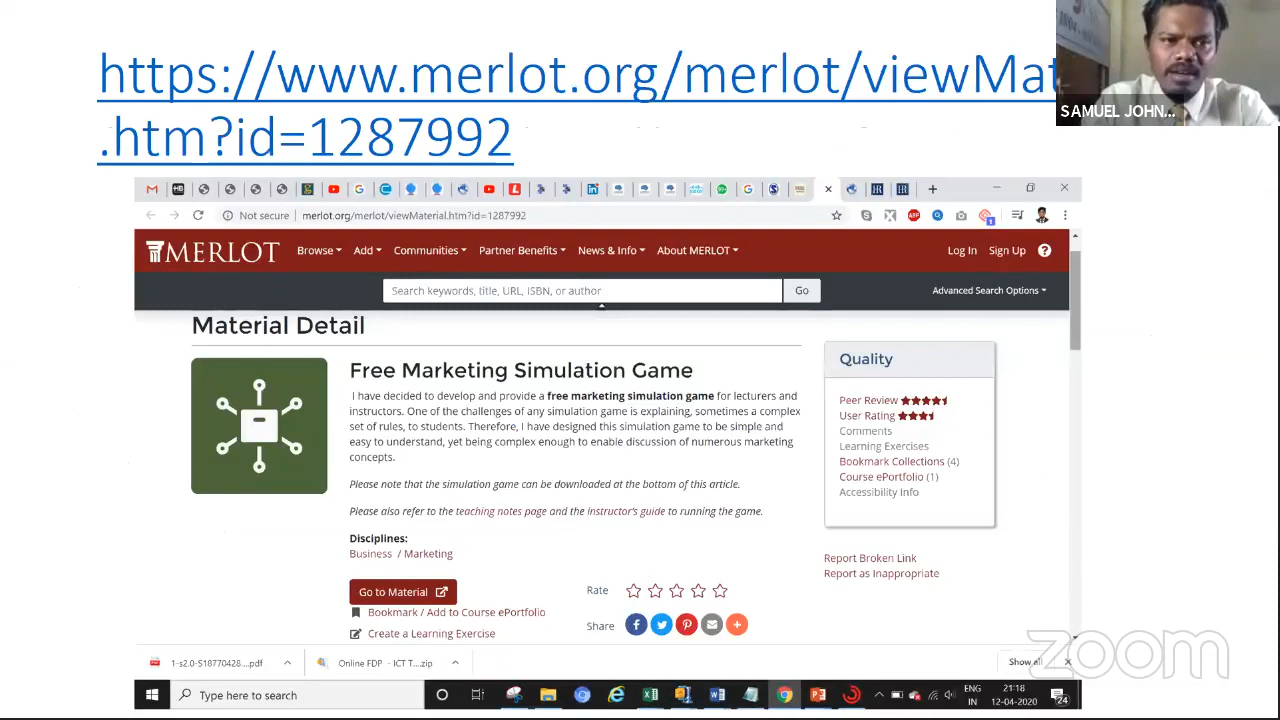 https://www.merlot.org/merlot/viewMat
.htm?id=1287992
SAMUEL JOHN...
Not secure
merlot.org/merlot/viewMaterial.htm?id=1287992
MERLOT
Browse
Add
Communities
Partner Benefits
News & Info
About MERLOT
Log In
Sign Up
Search keywords, title, URL, ISBN, or author
Go
Advanced Search Options
Material Detail
Free Marketing Simulation Game
I have decided to develop and provide a free marketing simulation game for lecturers and
instructors. One of the challenges of any simulation game is explaining, sometimes a complex
set of rules, to students. Therefore, I have designed this simulation game to be simple and
easy to understand, yet being complex enough to enable discussion of numerous marketing
concepts.
Please note that the simulation game can be downloaded at the bottom of this article.
Please also refer to the teaching notes page and the instructor's guide to running the game.
Disciplines:
Business / Marketing
Go to Material
Bookmark / Add to Course ePortfolio
Create a Learning Exercise
Rate
Share
Quality
Peer Review
User Rating
Comments
Learning Exercises
Bookmark Collections (4)
Course ePortfolio (1)
Accessibility Info
Report Broken Link
Report as Inappropriate
1-s2.0-S18770428....pdf
Online FDP - ICT T....zip
Show all
zoom
Type here to search
ENG
IN
21:18
12-04-2020
24